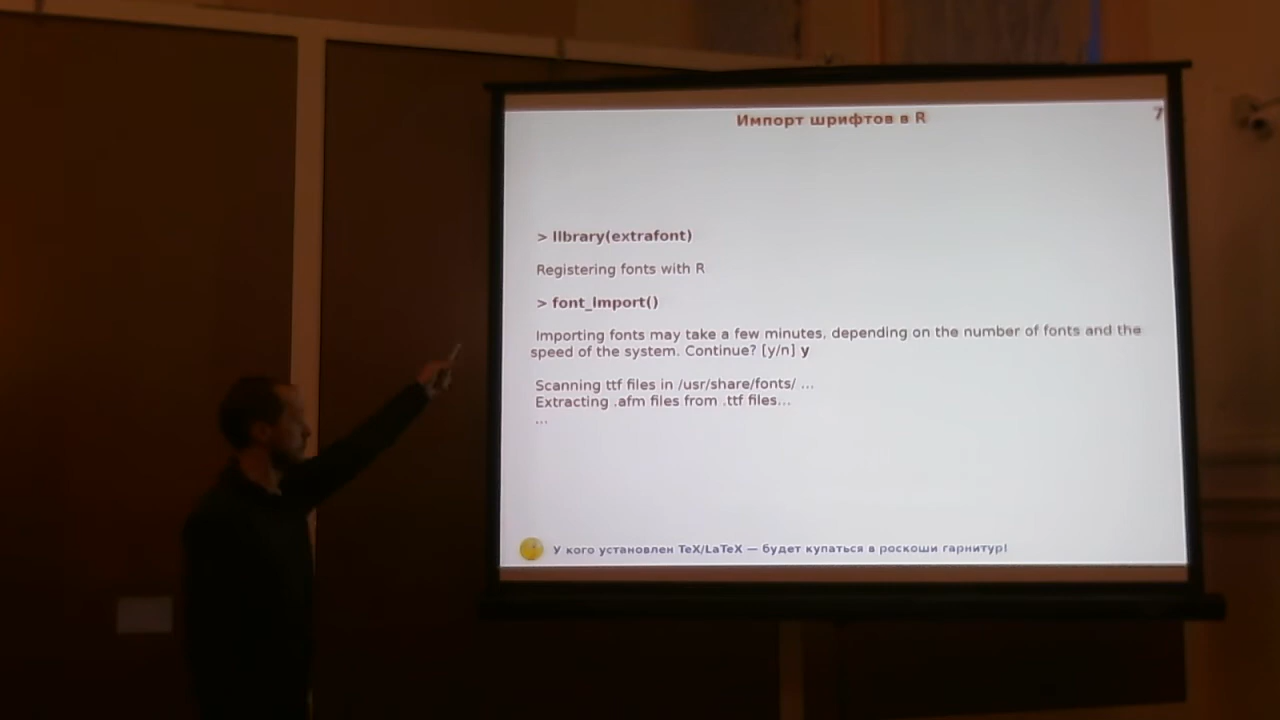 Импорт шрифтов в R
7
> library(extrafont)
Registering fonts with R
> font_import()
Importing fonts may take a few minutes, depending on the number of fonts and the
speed of the system. Continue? [y/n] y
Scanning ttf files in /usr/share/fonts/ ...
Extracting .afm files from .ttf files...
...
У кого установлен TeX/LaTeX — будет купаться в роскоши гарнитур!